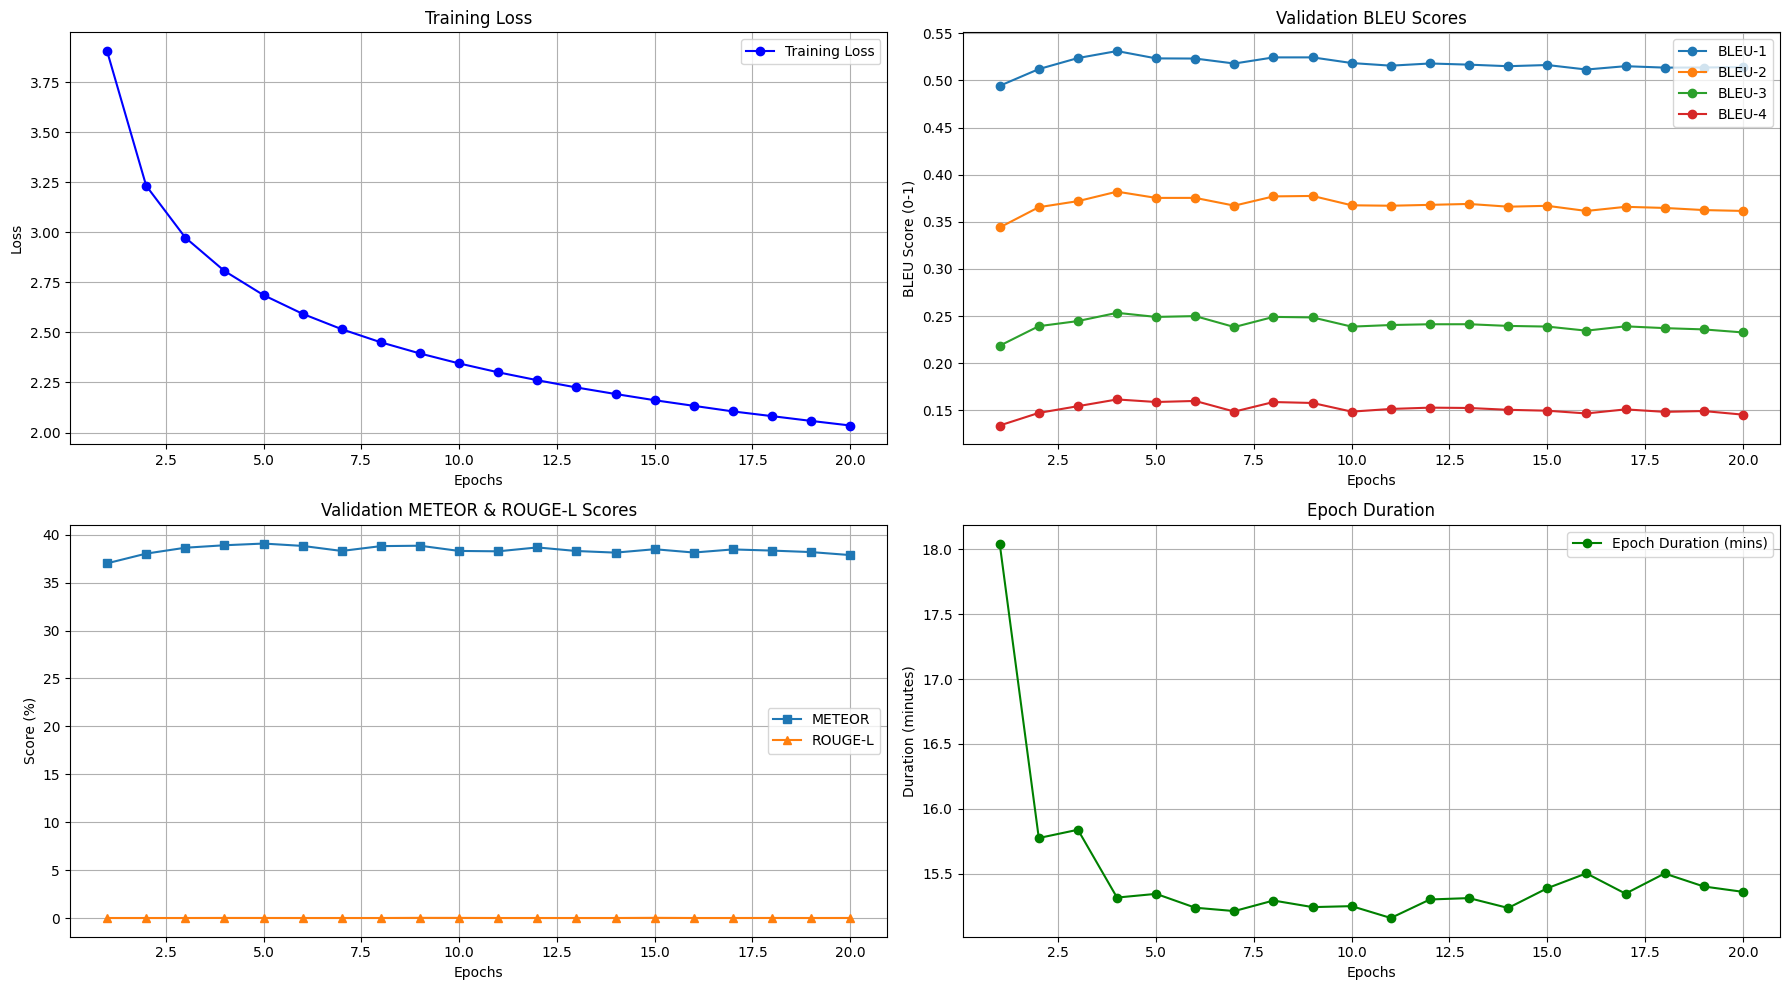 Training Loss
Training Loss
3.75
3.50
3.25
3.00
2.75
2.50
2.25
2.00
Loss
2.5 5.0 7.5 10.0 12.5 15.0 17.5 20.0
Epochs
Validation BLEU Scores
BLEU-1
BLEU-2
BLEU-3
BLEU-4
0.55
0.50
0.45
0.40
0.35
0.30
0.25
0.20
0.15
BLEU Score (0-1)
2.5 5.0 7.5 10.0 12.5 15.0 17.5 20.0
Epochs
Validation METEOR & ROUGE-L Scores
40
35
30
25
20
15
10
5
0
Score (%)
METEOR
ROUGE-L
2.5 5.0 7.5 10.0 12.5 15.0 17.5 20.0
Epochs
Epoch Duration
Epoch Duration (mins)
18.0
17.5
17.0
16.5
16.0
15.5
Duration (minutes)
2.5 5.0 7.5 10.0 12.5 15.0 17.5 20.0
Epochs